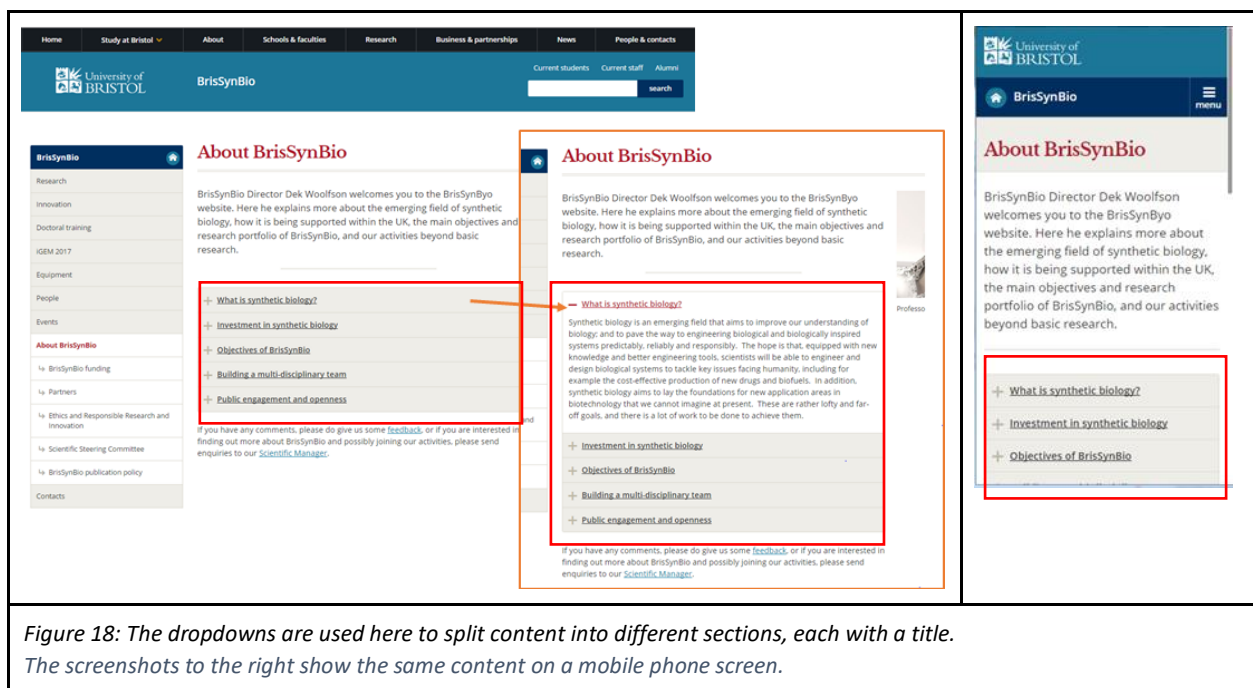 Home Study at Bristol About Schools & faculties Research Business & partnerships News People & contacts
University of
BRISTOL
BrisSynBio
Current students Current staff Alumni
search
BrisSynBio
Research
Innovation
Doctoral training
iGEM 2017
Equipment
People
Events
About BrisSynBio
BrisSynBio funding
Partners
Ethics and Responsible Research and
Innovation
Scientific Steering Committee
BrisSynBio publication policy
Contacts
About BrisSynBio
BrisSynBio Director Dek Woolfson welcomes you to the BrisSynByo
website. Here he explains more about the emerging field of synthetic
biology, how it is being supported within the UK, the main objectives and
research portfolio of BrisSynBio, and our activities beyond basic
research.
What is synthetic biology?
Investment in synthetic biology
Objectives of BrisSynBio
Building a multi-disciplinary team
Public engagement and openness
If you have any comments, please do give us some feedback, or if you are interested in
finding out more about BrisSynBio and possibly joining our activities, please send
enquiries to our Scientific Manager.
and
About BrisSynBio
BrisSynBio Director Dek Woolfson welcomes you to the BrisSynByo
website. Here he explains more about the emerging field of synthetic
biology, how it is being supported within the UK, the main objectives and
research portfolio of BrisSynBio, and our activities beyond basic
research.
Professo
What is synthetic biology?
Synthetic biology is an emerging field that aims to improve our understanding of
biology; and to pave the way to engineering biological and biologically inspired
systems predictably, reliably and responsibly. The hope is that, equipped with new
knowledge and better engineering tools, scientists will be able to engineer and
design biological systems to tackle key issues facing humanity, including for
example the cost-effective production of new drugs and biofuels. In addition,
synthetic biology aims to lay the foundations for new application areas in
biotechnology that we cannot imagine at present. These are rather lofty and far-
off goals, and there is a lot of work to be done to achieve them.
Investment in synthetic biology
Objectives of BrisSynBio
Building a multi-disciplinary team
Public engagement and openness
If you have any comments, please do give us some feedback, or if you are interested in
finding out more about BrisSynBio and possibly joining our activities, please send
enquiries to our Scientific Manager.
University of
BRISTOL
BrisSynBio
menu
About BrisSynBio
BrisSynBio Director Dek Woolfson
welcomes you to the BrisSynByo
website. Here he explains more about
the emerging field of synthetic biology,
how it is being supported within the UK,
the main objectives and research
portfolio of BrisSynBio, and our activities
beyond basic research.
What is synthetic biology?
Investment in synthetic biology
Objectives of BrisSynBio
Figure 18: The dropdowns are used here to split content into different sections, each with a title.
The screenshots to the right show the same content on a mobile phone screen.